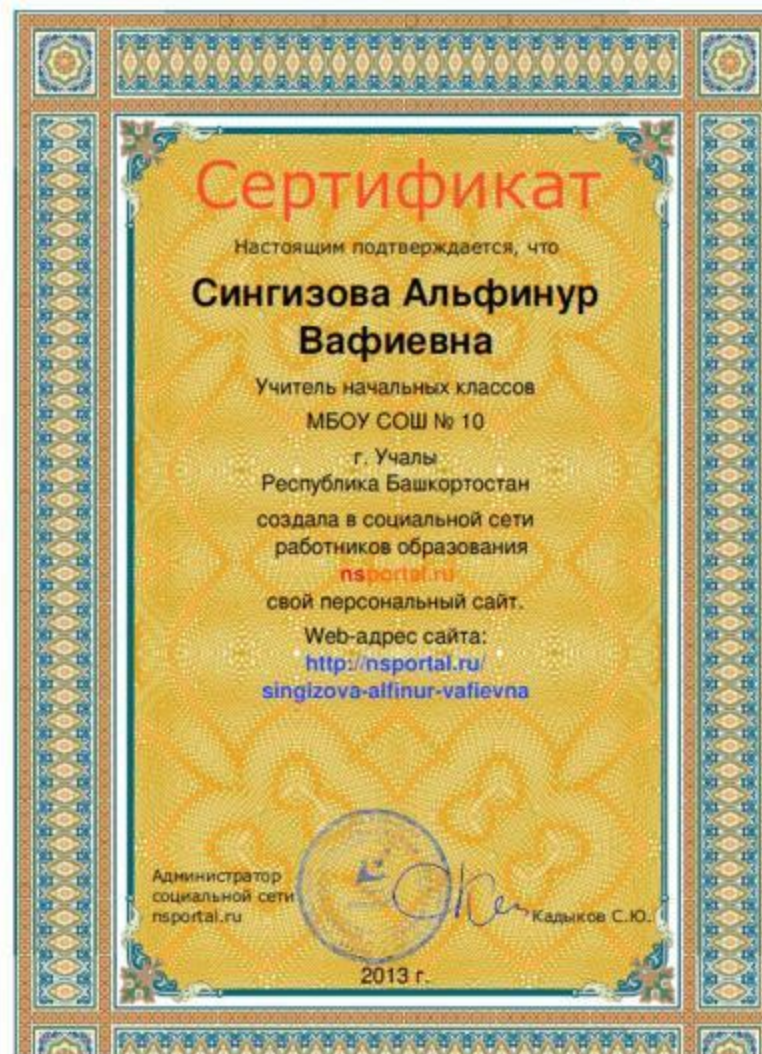 Сертификат
Настоящим подтверждается, что
Сингизова Альфинур
Вафиевна
Учитель начальных классов
МБОУ СОШ № 10
г. Учалы
Республика Башкортостан
создала в социальной сети
работников образования
nsportal.ru
свой персональный сайт.
Web-адрес сайта:
http://nsportal.ru/
singizova-alfinur-vafievna
Администратор
социальной сети
nsportal.ru
Кадыков С.Ю.
2013 г.